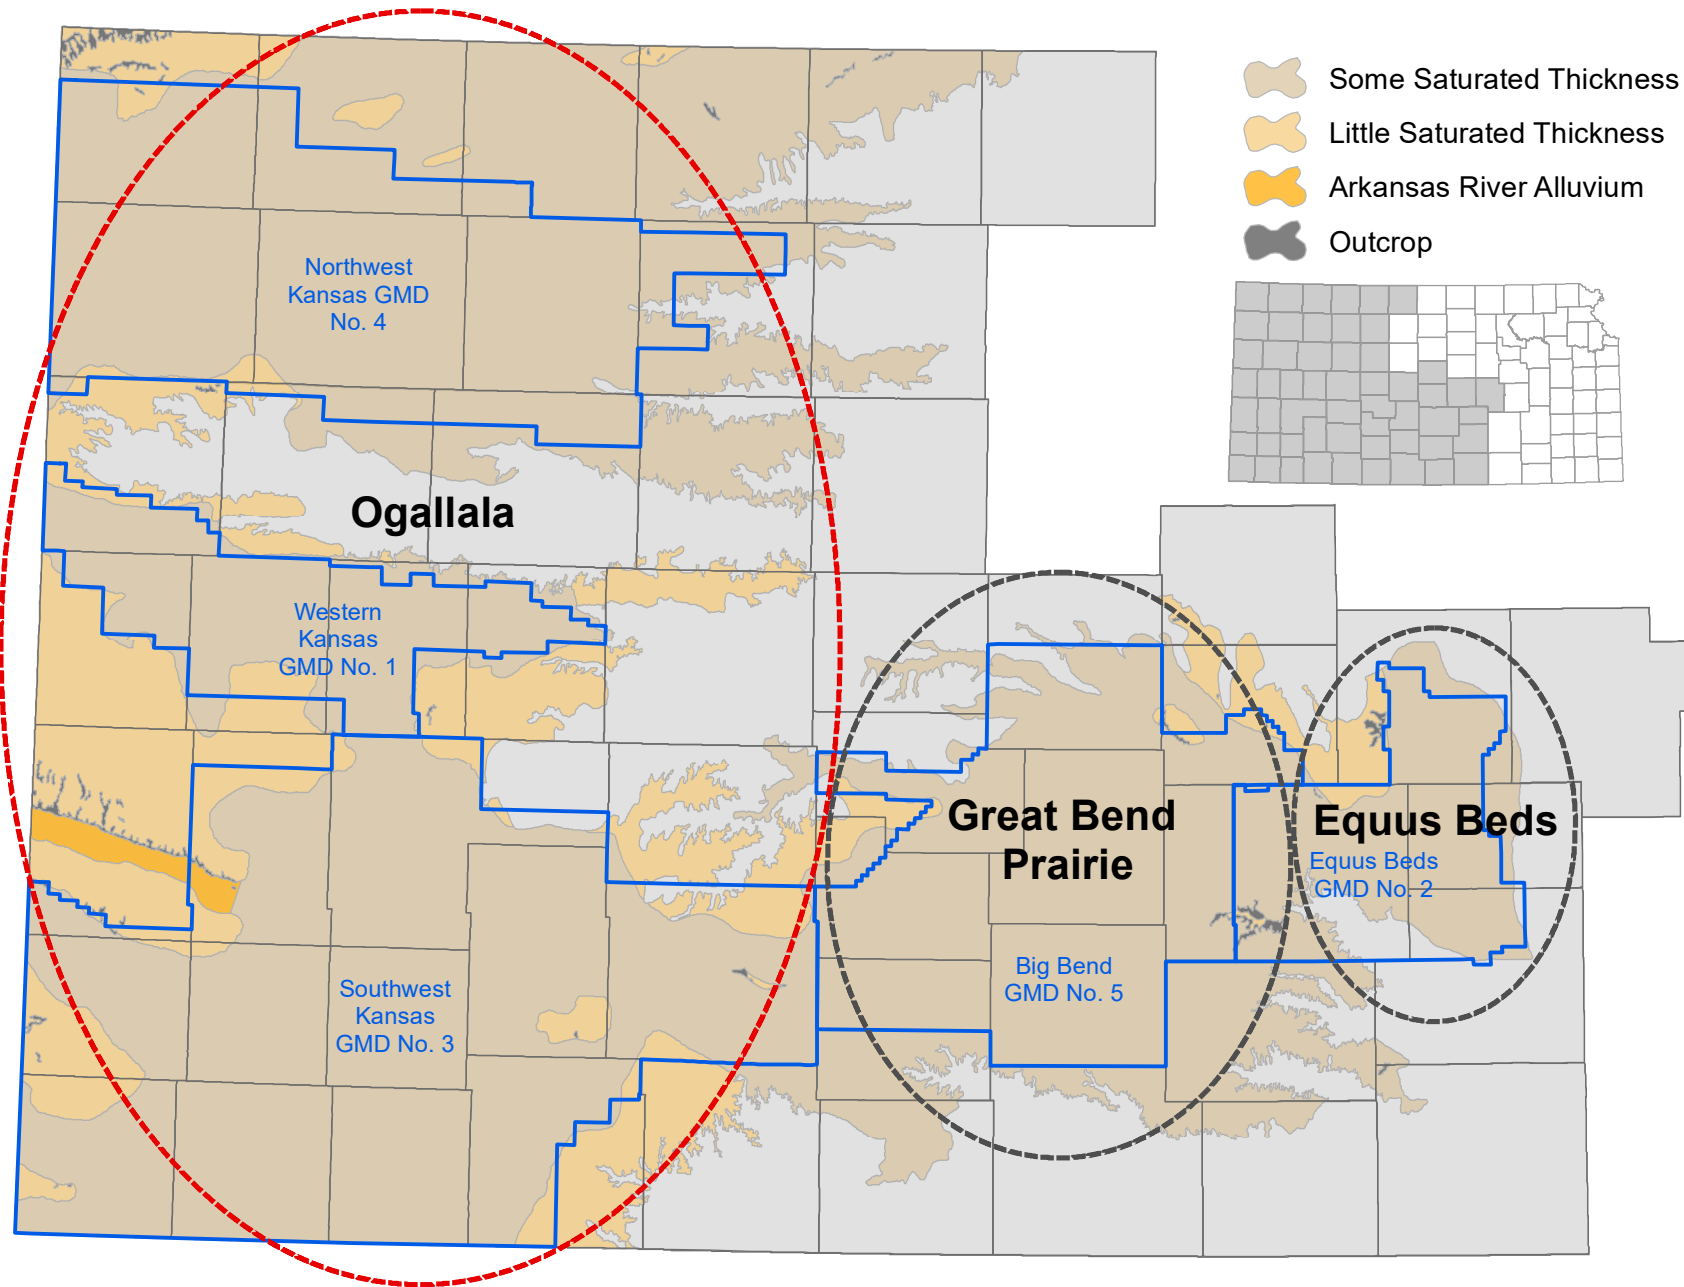 Some Saturated Thickness
Little Saturated Thickness
Arkansas River Alluvium
Outcrop
Northwest
Kansas GMD
No. 4
Ogallala
Western
Kansas
GMD No. 1
Great Bend
Prairie
Equus Beds
Equus Beds
GMD No. 2
Big Bend
GMD No. 5
Southwest
Kansas
GMD No. 3